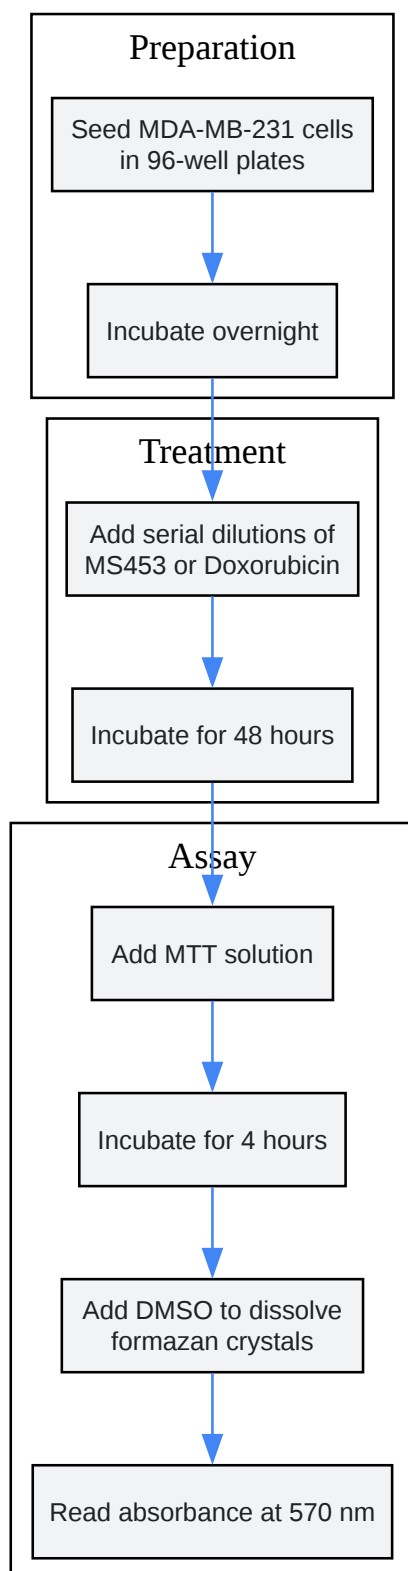 Preparation
Seed MDA-MB-231 cells
in 96-well plates
Incubate overnight
Treatment
Add serial dilutions of
MS453 or Doxorubicin
Incubate for 48 hours
Assay
Add MTT solution
Incubate for 4 hours
Add DMSO to dissolve
formazan crystals
Read absorbance at 570 nm